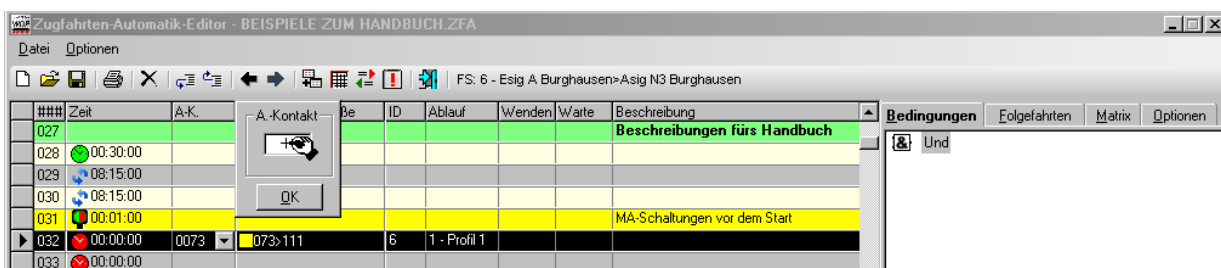 WDP Zugfahrten-Automatik-Editor - BEISPIELE ZUM HANDBUCH.ZFA
Datei Optionen
FS: 6 - Esig A Burghausen>Asig N3 Burghausen
### Zeit A-K. ID Ablauf Wenden Warte Beschreibung
027 Beschreibungen fürs Handbuch
028 00:30:00
029 08:15:00
030 08:15:00
031 00:01:00 MA-Schaltungen vor dem Start
032 00:00:00 0073 073>111 6 1 - Profil 1
033 00:00:00
A.-Kontakt
OK
Bedingungen Folgefahrten Matrix Optionen
& Und